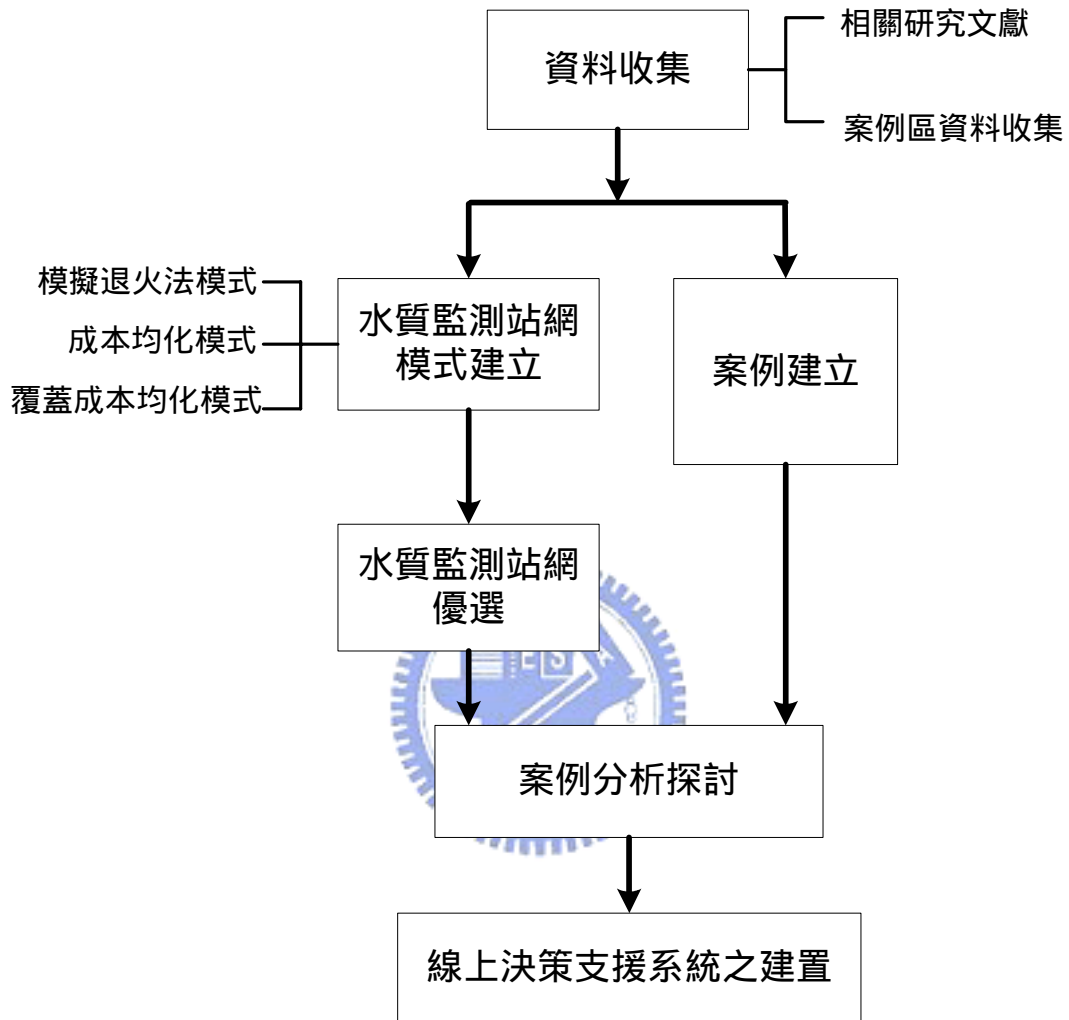 資料收集
相關研究文獻
案例區資料收集
模擬退火法模式
成本均化模式
覆蓋成本均化模式
水質監測站網
模式建立
案例建立
水質監測站網
優選
E S
案例分析探討
線上決策支援系統之建置